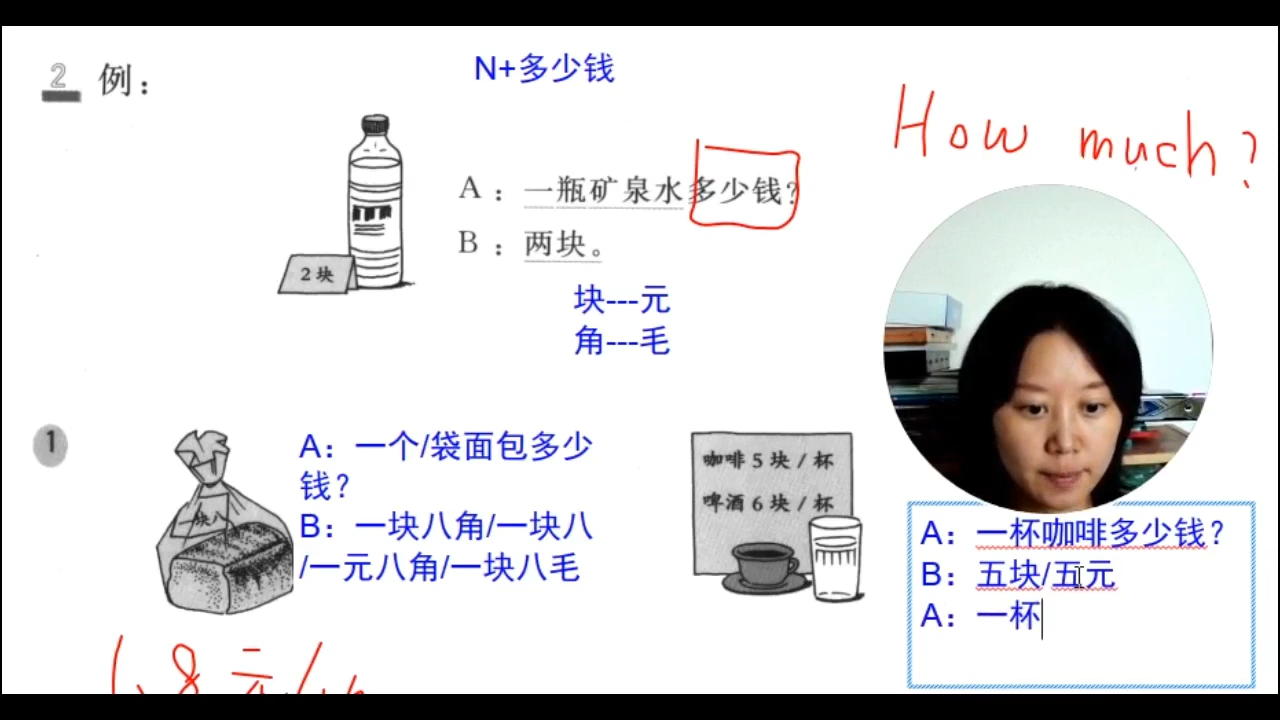 2 例：
N+多少钱
How much?
A：一瓶矿泉水多少钱？
B：两块。
2块
块---元
角---毛
1
A：一个/袋面包多少
钱？
B：一块八角/一块八
/一元八角/一块八毛
一块八
咖啡5块/杯
啤酒6块/杯
A：一杯咖啡多少钱？
B：五块/五元
A：一杯